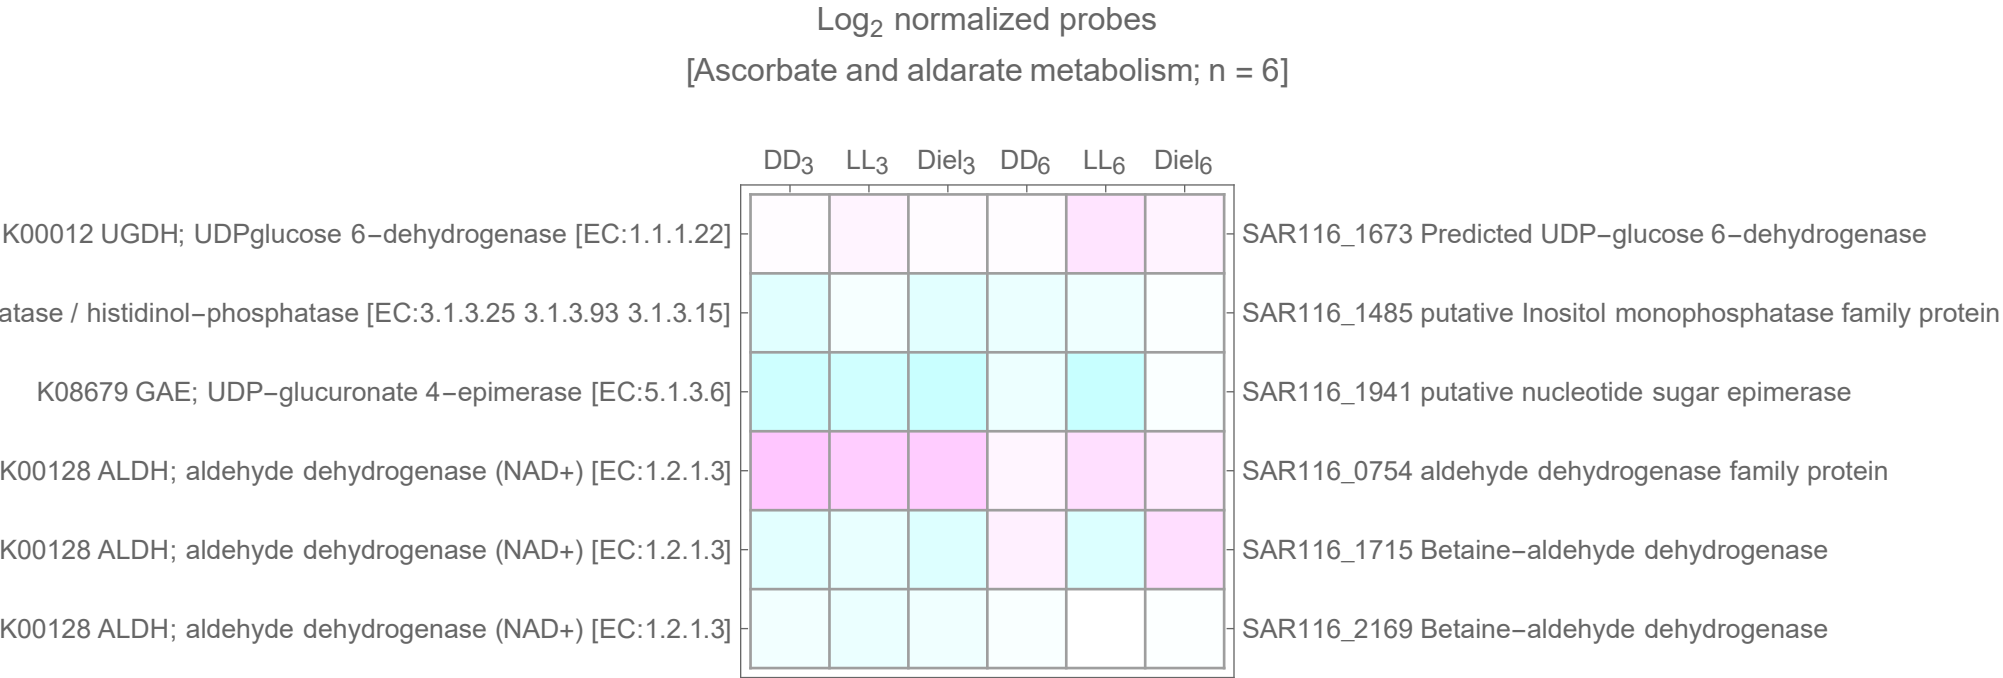 Log₂ normalized probes
[Ascorbate and aldarate metabolism; n = 6]
DD₃ LL₃ Diel₃ DD₆ LL₆ Diel₆
K00012 UGDH; UDPglucose 6−dehydrogenase [EC:1.1.1.22] SAR116_1673 Predicted UDP−glucose 6−dehydrogenase
atase / histidinol−phosphatase [EC:3.1.3.25 3.1.3.93 3.1.3.15] SAR116_1485 putative Inositol monophosphatase family protein
K08679 GAE; UDP−glucuronate 4−epimerase [EC:5.1.3.6] SAR116_1941 putative nucleotide sugar epimerase
K00128 ALDH; aldehyde dehydrogenase (NAD+) [EC:1.2.1.3] SAR116_0754 aldehyde dehydrogenase family protein
K00128 ALDH; aldehyde dehydrogenase (NAD+) [EC:1.2.1.3] SAR116_1715 Betaine−aldehyde dehydrogenase
K00128 ALDH; aldehyde dehydrogenase (NAD+) [EC:1.2.1.3] SAR116_2169 Betaine−aldehyde dehydrogenase